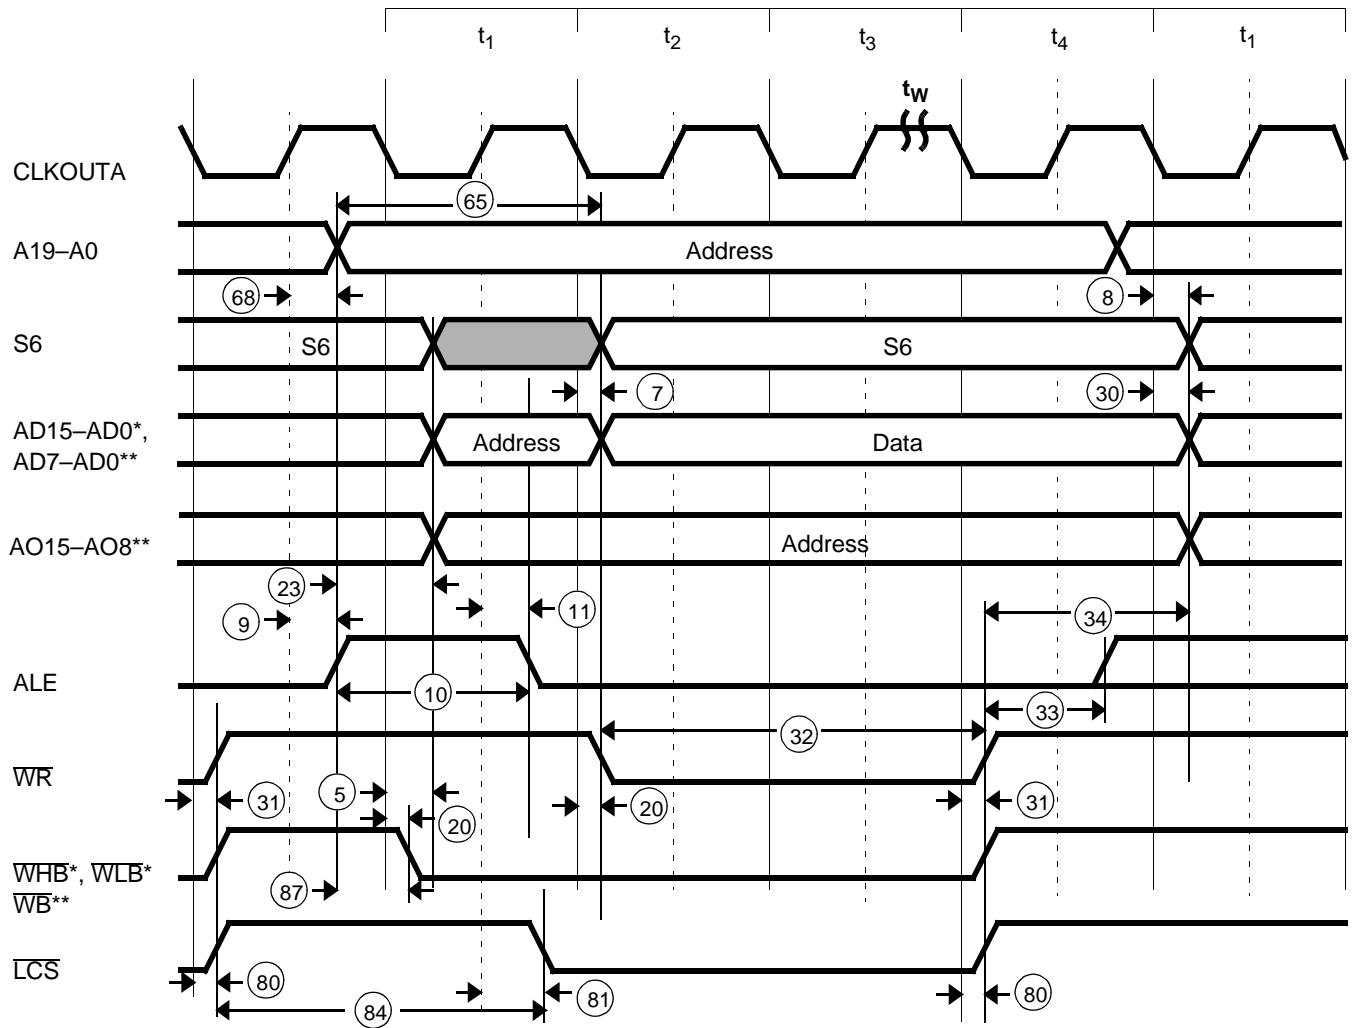 t1 t2 t3 t4 t1
tW
CLKOUTA
65
A19–A0 Address
68 8
S6 S6 S6
7 30
AD15–AD0*, Address Data
AD7–AD0**
AO15–AO8** Address
23
9 11 34
ALE
10 33
32
WR
31 5 20 20 31
WHB*, WLB*
87
WB**
LCS
80 81 80
84